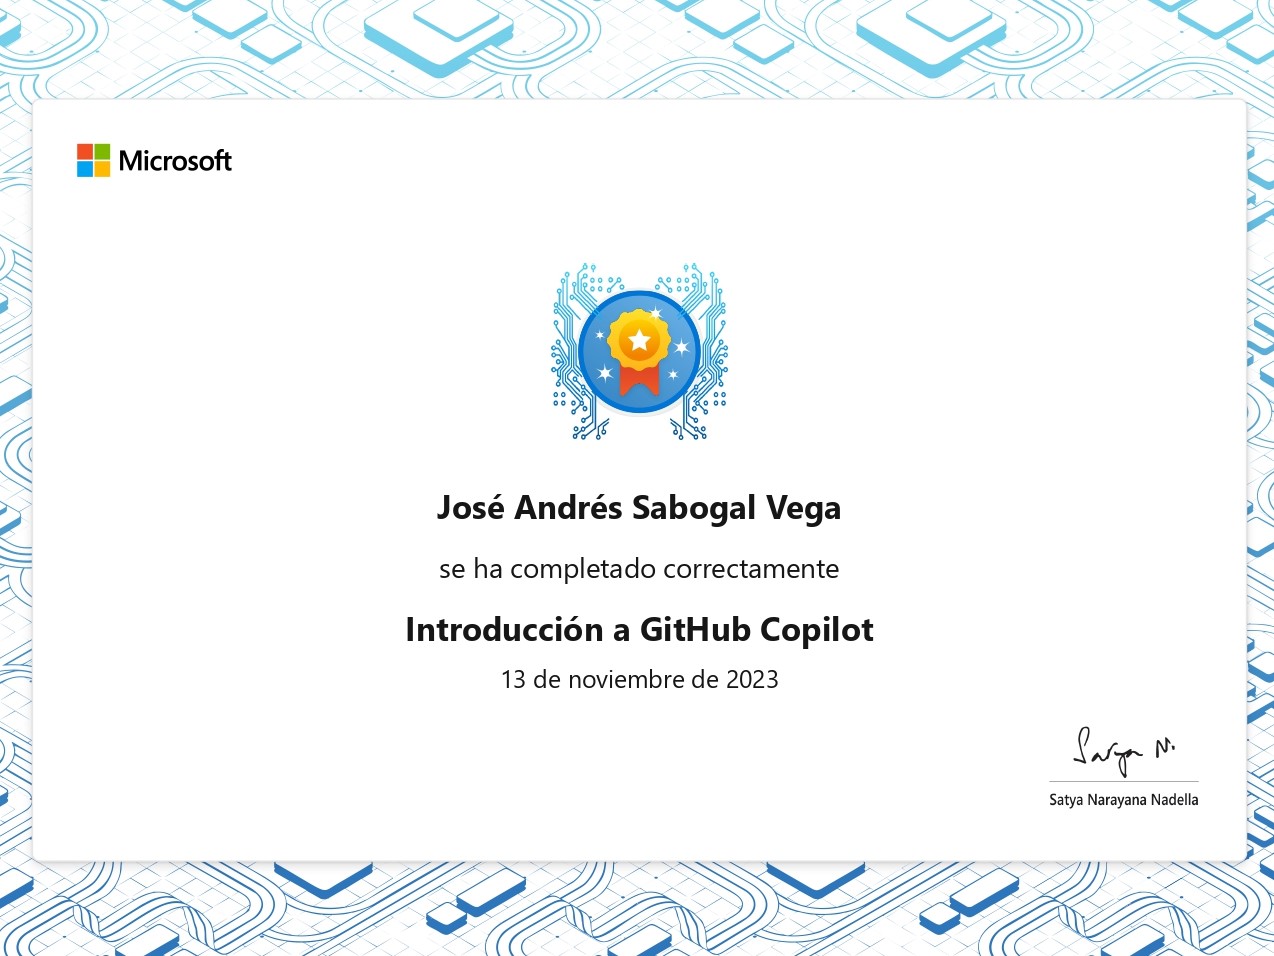 Microsoft
José Andrés Sabogal Vega
se ha completado correctamente
Introducción a GitHub Copilot
13 de noviembre de 2023
Satya N.
Satya Narayana Nadella